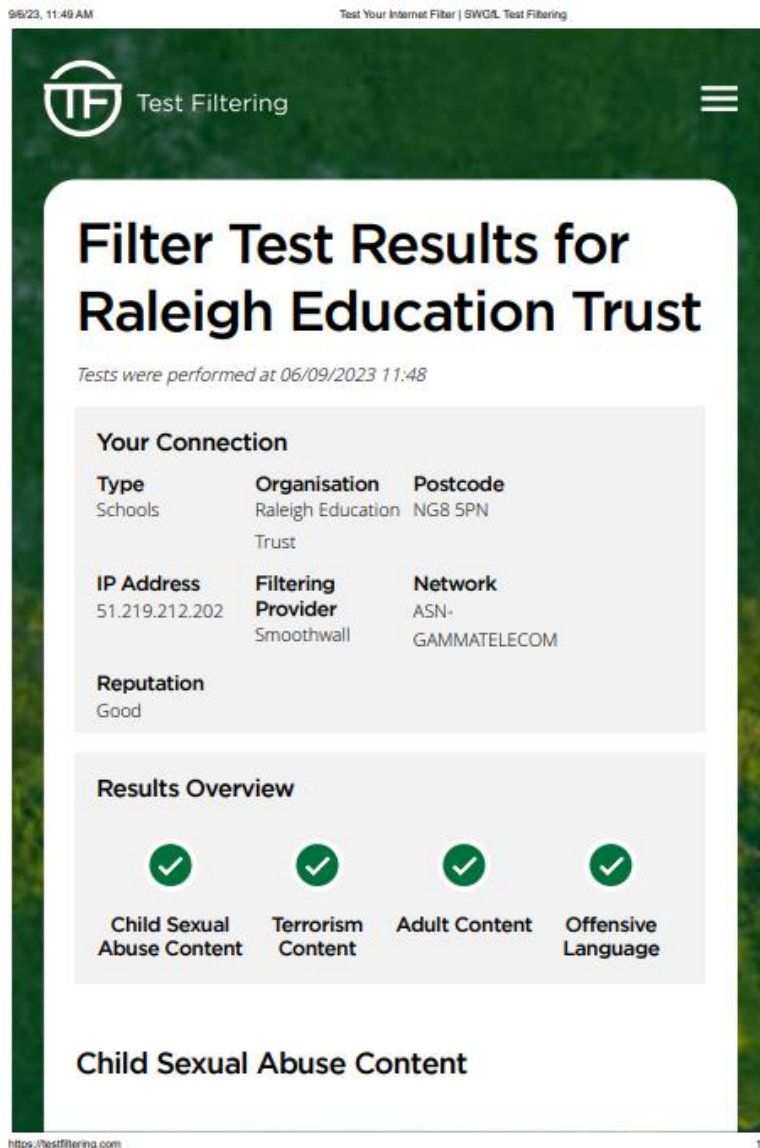 9/6/23, 11:49 AM
Test Your Internet Filter | SWGfL Test Filtering
TF Test Filtering
Filter Test Results for
Raleigh Education Trust
Tests were performed at 06/09/2023 11:48
Your Connection
Type Organisation Postcode
Schools Raleigh Education NG8 5PN
Trust
IP Address Filtering Network
51.219.212.202 Provider ASN-
Smoothwall GAMMATELECOM
Reputation
Good
Results Overview
Child Sexual Terrorism Adult Content Offensive
Abuse Content Content Language
Child Sexual Abuse Content
https://testfiltering.com